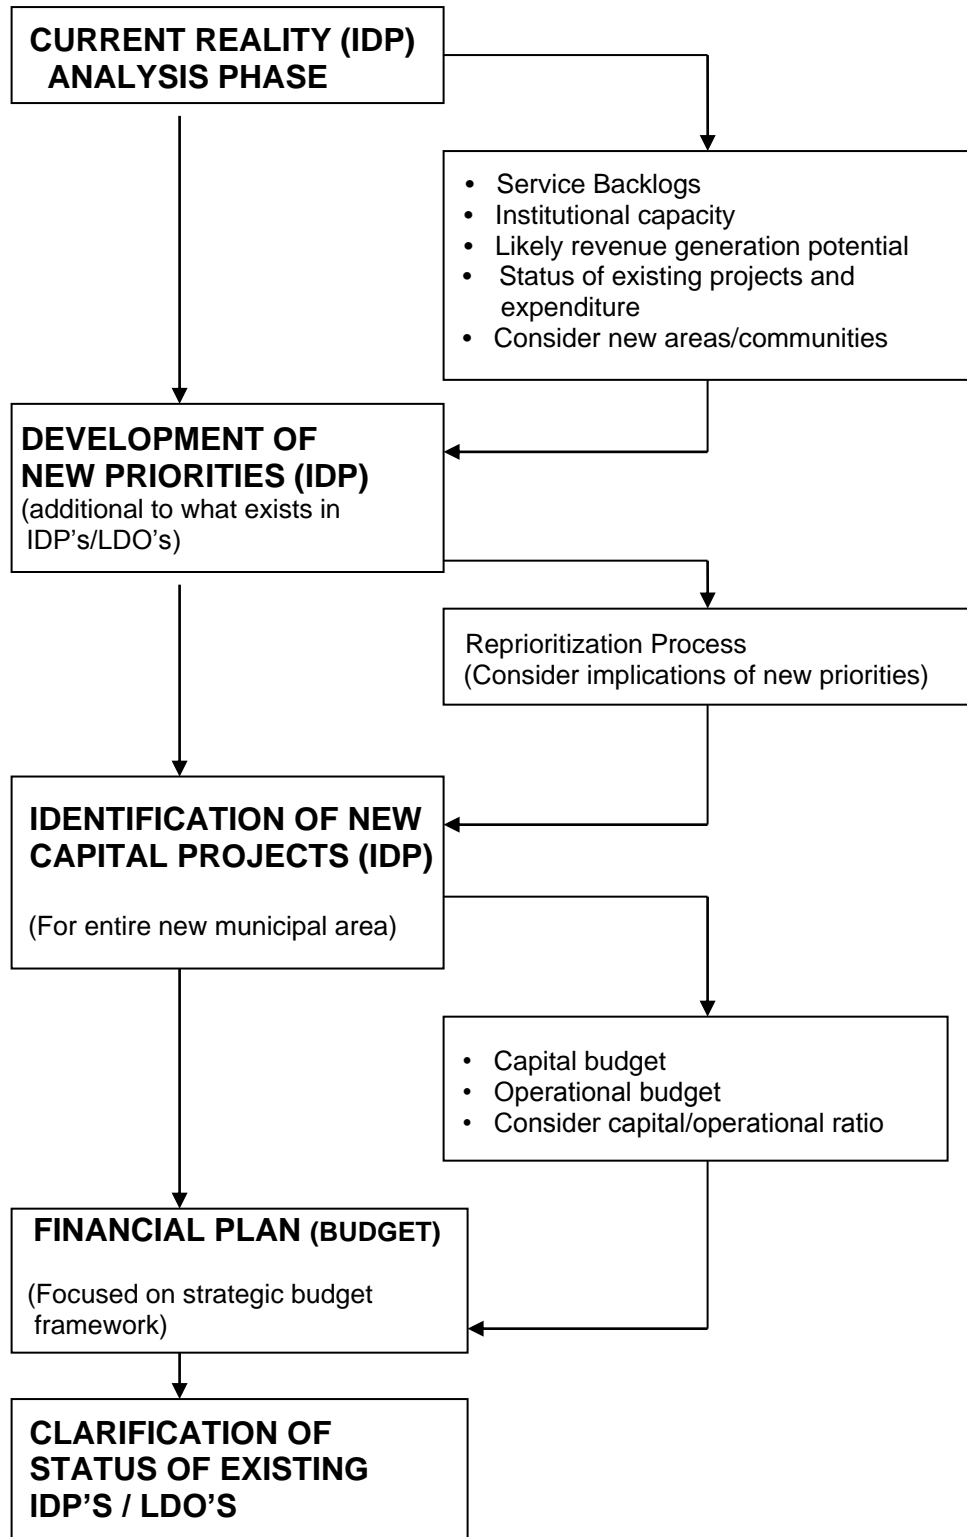 CURRENT REALITY (IDP)
ANALYSIS PHASE
• Service Backlogs
• Institutional capacity
• Likely revenue generation potential
• Status of existing projects and
expenditure
• Consider new areas/communities
DEVELOPMENT OF
NEW PRIORITIES (IDP)
(additional to what exists in
IDP's/LDO's)
Reprioritization Process
(Consider implications of new priorities)
IDENTIFICATION OF NEW
CAPITAL PROJECTS (IDP)
(For entire new municipal area)
• Capital budget
• Operational budget
• Consider capital/operational ratio
FINANCIAL PLAN (BUDGET)
(Focused on strategic budget
framework)
CLARIFICATION OF
STATUS OF EXISTING
IDP'S / LDO'S